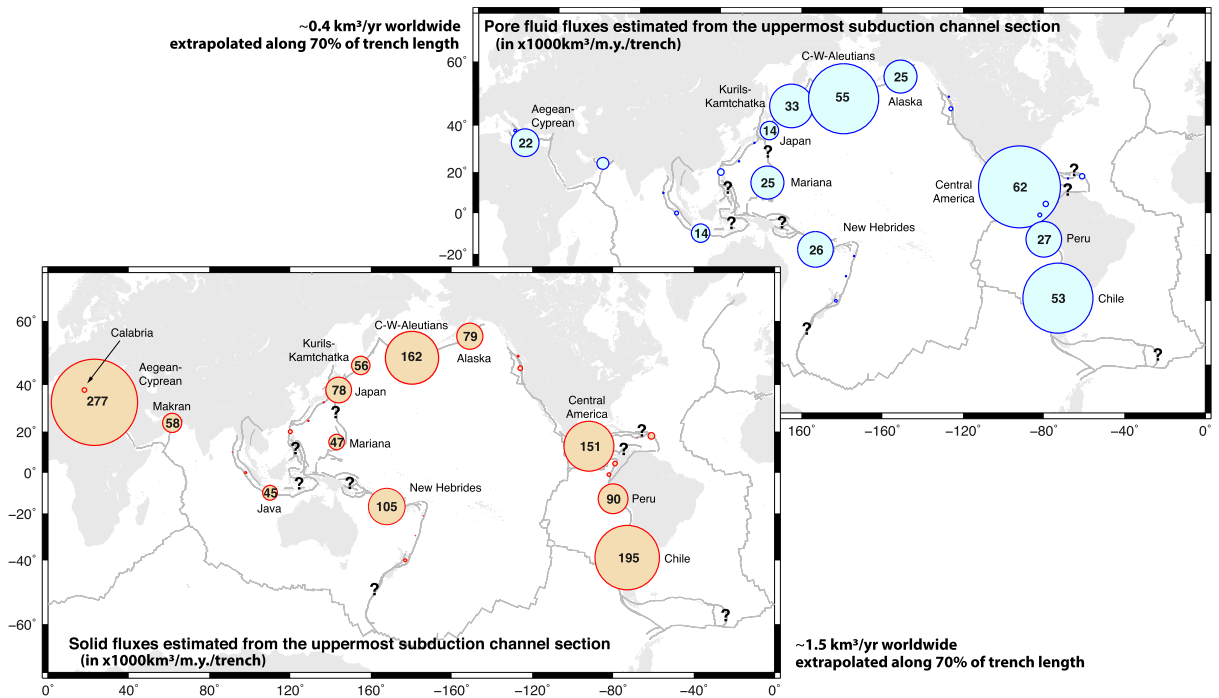 ~0.4 km³/yr worldwide
extrapolated along 70% of trench length
Pore fluid fluxes estimated from the uppermost subduction channel section
(in x1000km³/m.y./trench)
60˚
40˚
20˚
0˚
−20˚
C-W-Aleutians
55
25
Alaska
Kurils-
Kamtchatka
33
14
Japan
?
Aegean-
Cyprean
22
25
Mariana
?
?
?
14
New Hebrides
26
?
Central
America
62
?
?
27
Peru
53
Chile
?
160˚
−160˚
−120˚
−80˚
−40˚
0˚
60˚
40˚
20˚
0˚
−20˚
−40˚
−60˚
Calabria
Aegean-
Cyprean
277
Makran
58
C-W-Aleutians
162
79
Alaska
Kurils-
Kamtchatka
56
78
Japan
?
47
Mariana
?
?
?
45
Java
New Hebrides
105
?
Central
America
151
?
?
90
Peru
195
Chile
?
Solid fluxes estimated from the uppermost subduction channel section
(in x1000km³/m.y./trench)
0˚
40˚
80˚
120˚
160˚
−160˚
−120˚
−80˚
−40˚
0˚
~1.5 km³/yr worldwide
extrapolated along 70% of trench length